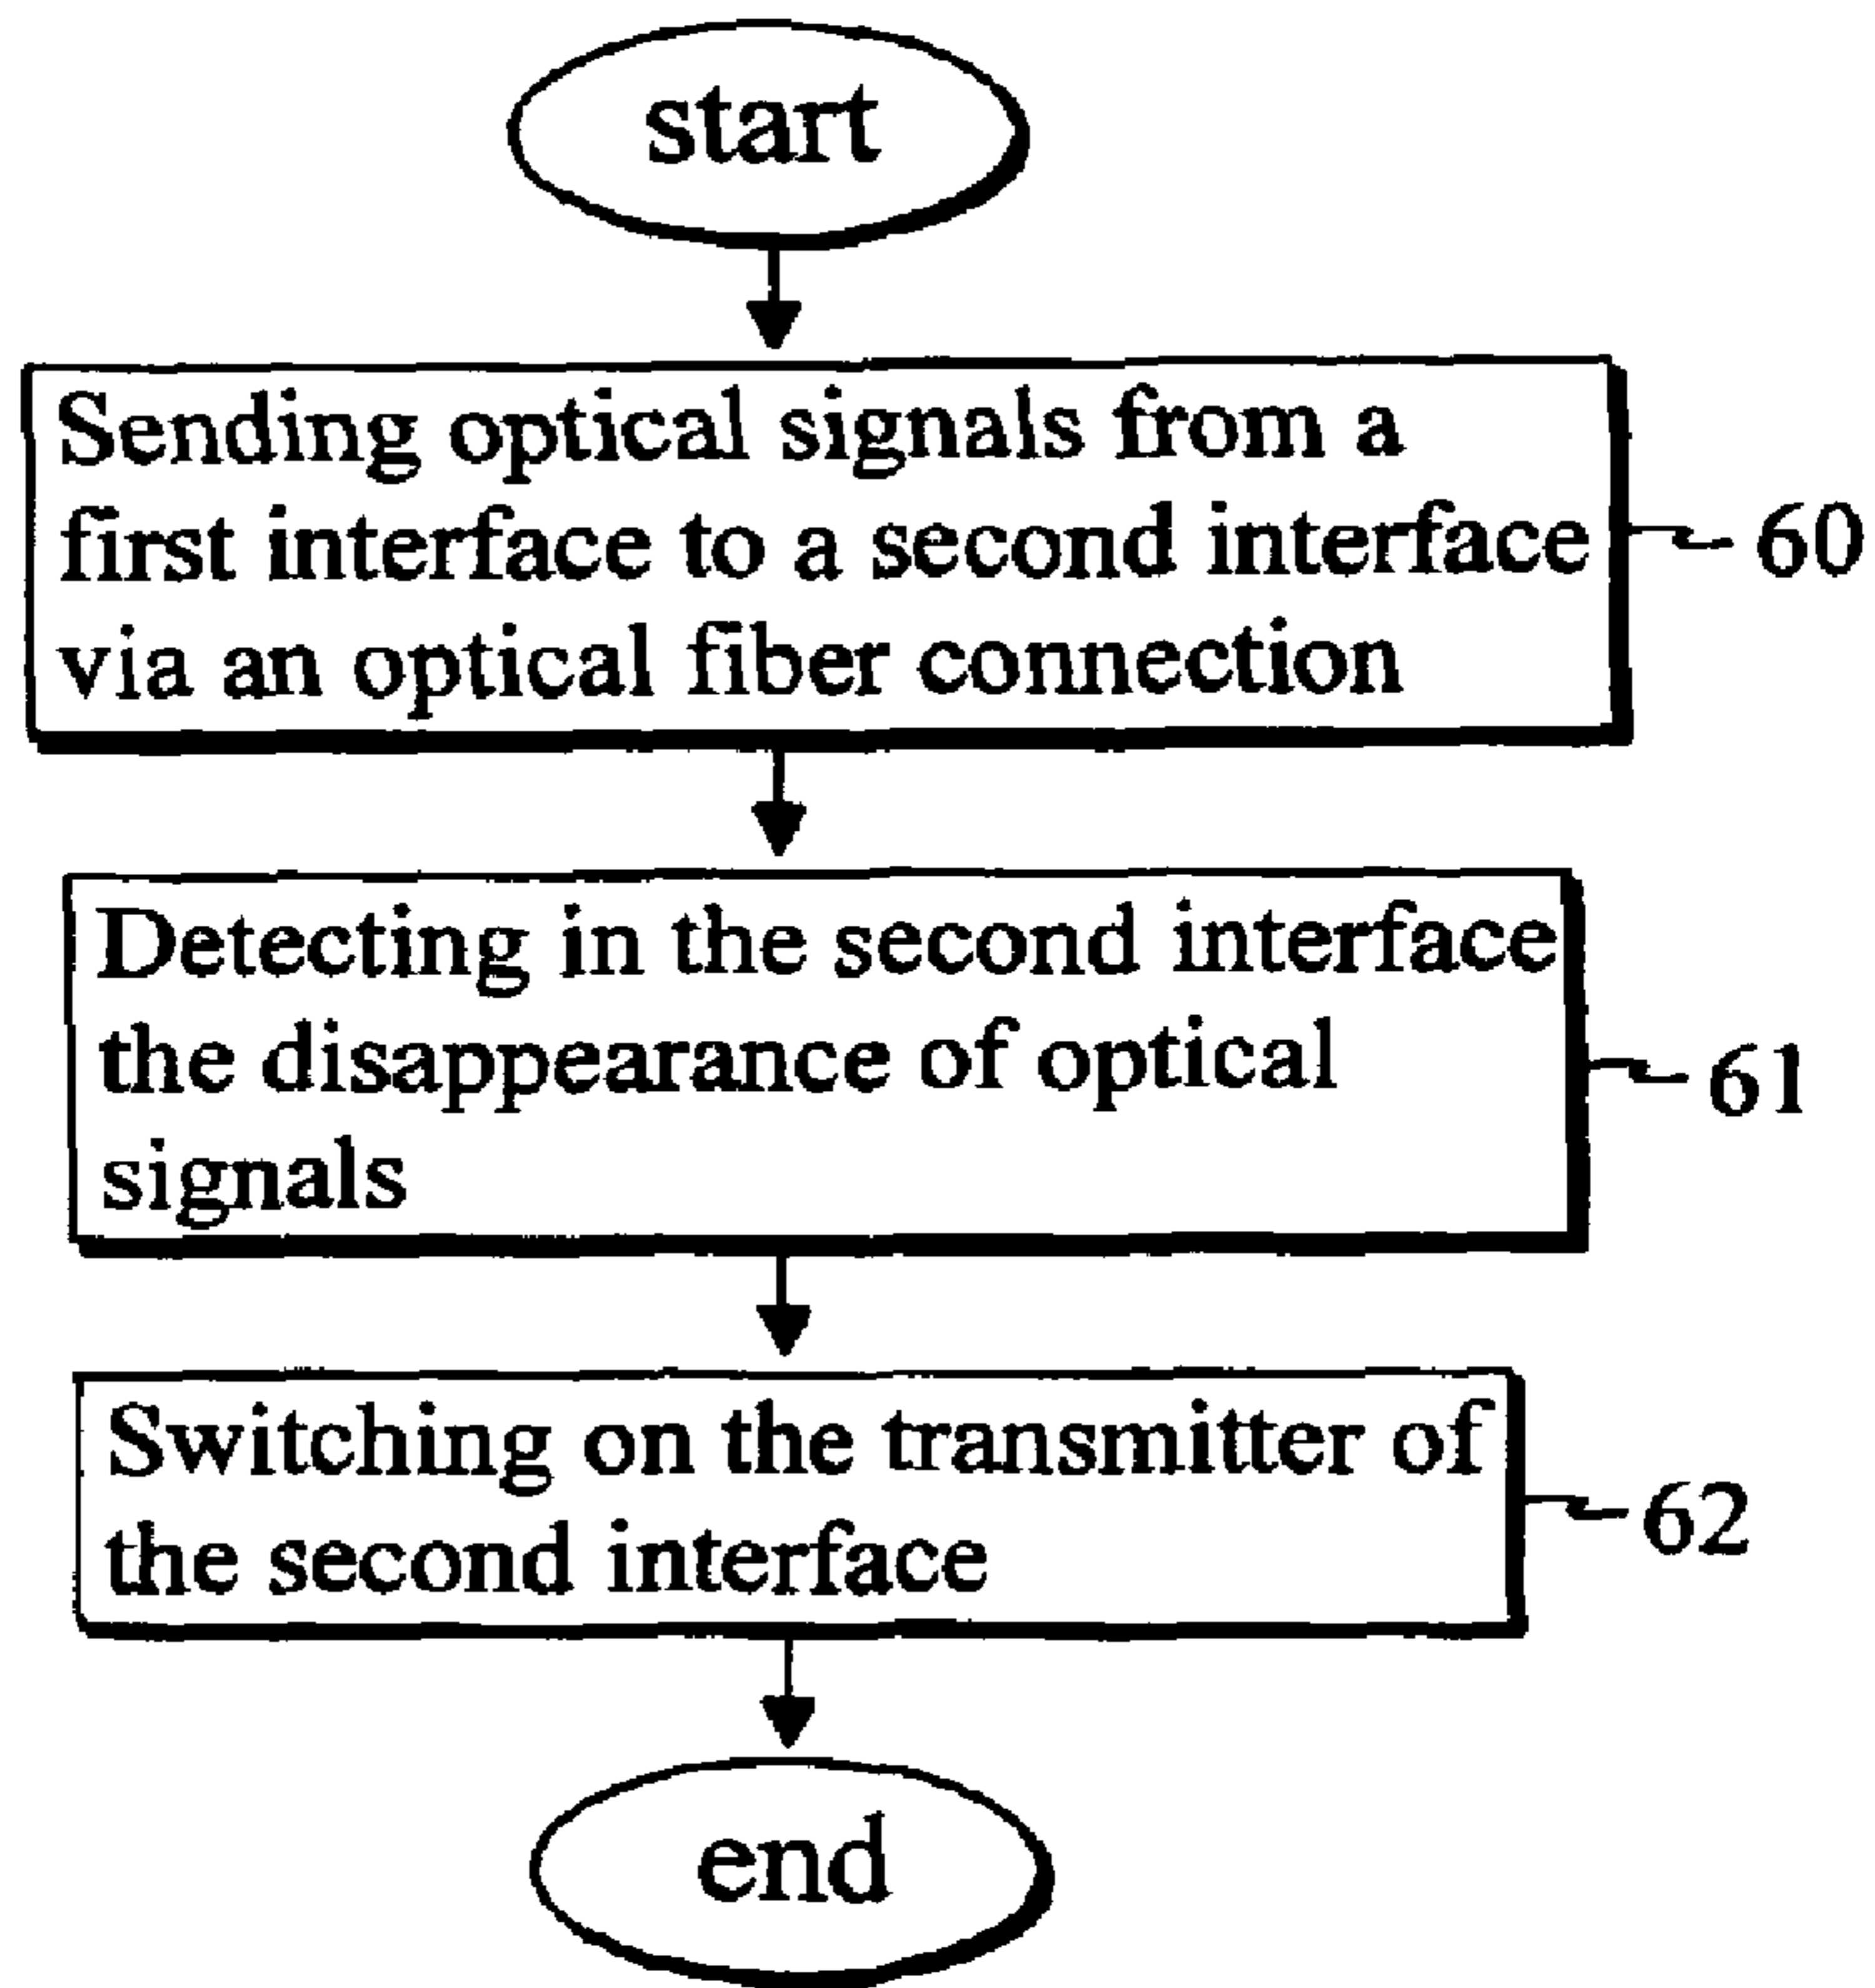 start
Sending optical signals from a
first interface to a second interface
via an optical fiber connection
60
Detecting in the second interface
the disappearance of optical
signals
61
Switching on the transmitter of
the second interface
62
end